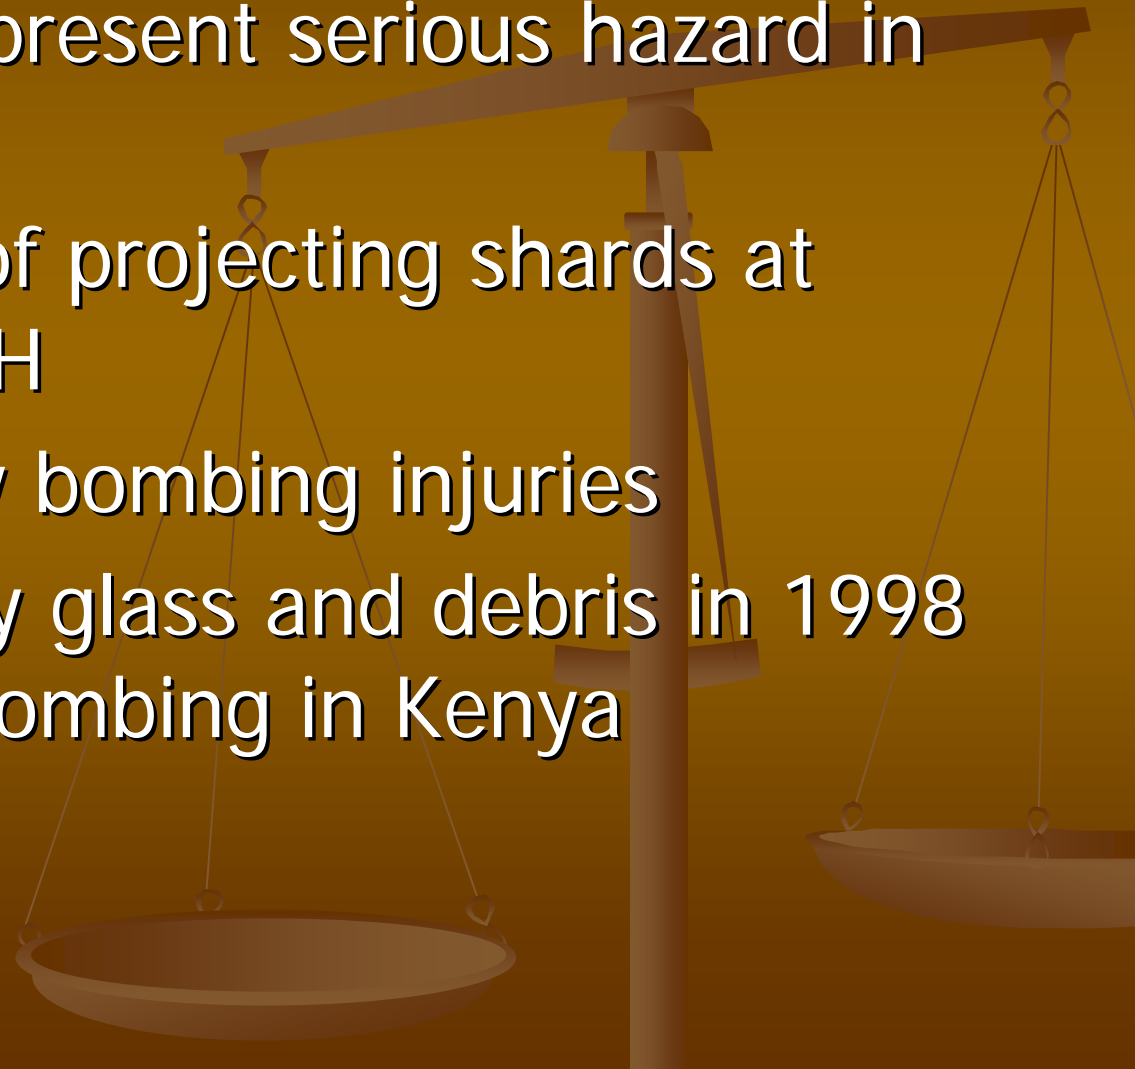 present serious hazard in
of projecting shards at
H
bombing injuries
glass and debris in 1998
ombing in Kenya